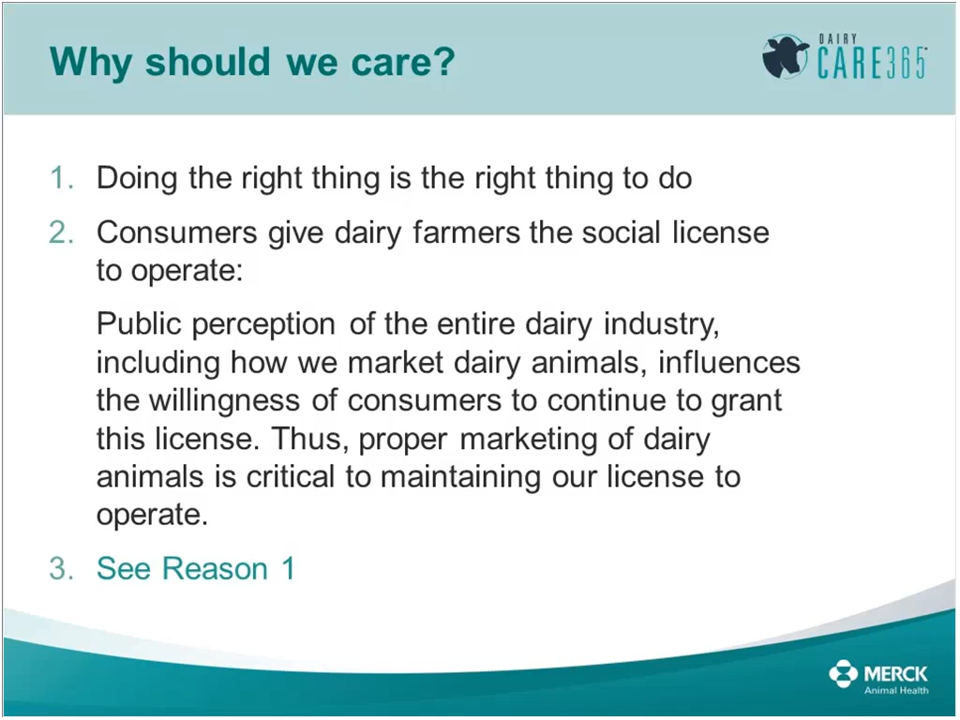 Why should we care?
DAIRY
CARE365™
1. Doing the right thing is the right thing to do
2. Consumers give dairy farmers the social license
to operate:
Public perception of the entire dairy industry,
including how we market dairy animals, influences
the willingness of consumers to continue to grant
this license. Thus, proper marketing of dairy
animals is critical to maintaining our license to
operate.
3. See Reason 1
MERCK
Animal Health